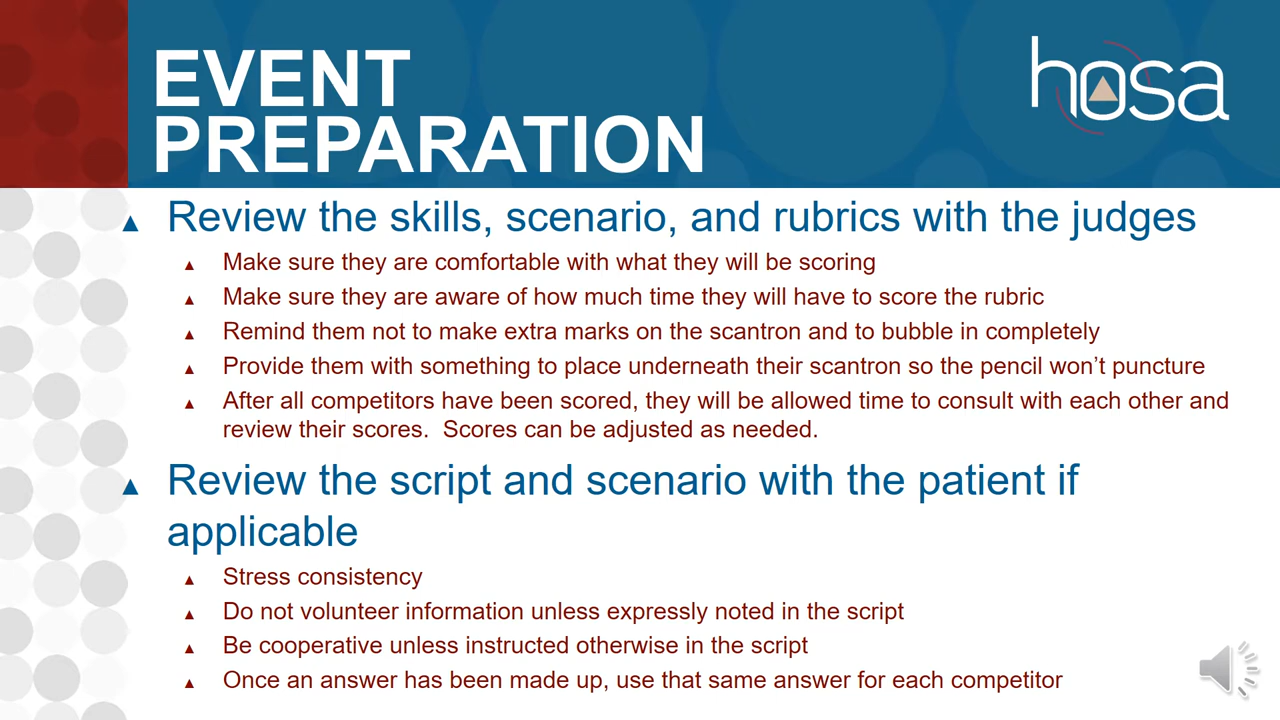 EVENT
PREPARATION
hosa
▲ Review the skills, scenario, and rubrics with the judges
▲ Make sure they are comfortable with what they will be scoring
▲ Make sure they are aware of how much time they will have to score the rubric
▲ Remind them not to make extra marks on the scantron and to bubble in completely
▲ Provide them with something to place underneath their scantron so the pencil won’t puncture
▲ After all competitors have been scored, they will be allowed time to consult with each other and
review their scores.  Scores can be adjusted as needed.
▲ Review the script and scenario with the patient if
applicable
▲ Stress consistency
▲ Do not volunteer information unless expressly noted in the script
▲ Be cooperative unless instructed otherwise in the script
▲ Once an answer has been made up, use that same answer for each competitor